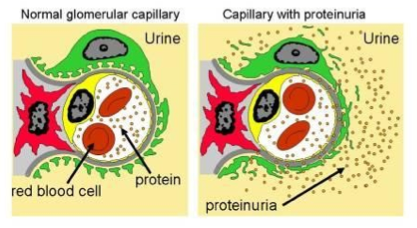 Normal glomerular capillary
Capillary with proteinuria
Urine
Urine
red blood cell
protein
proteinuria